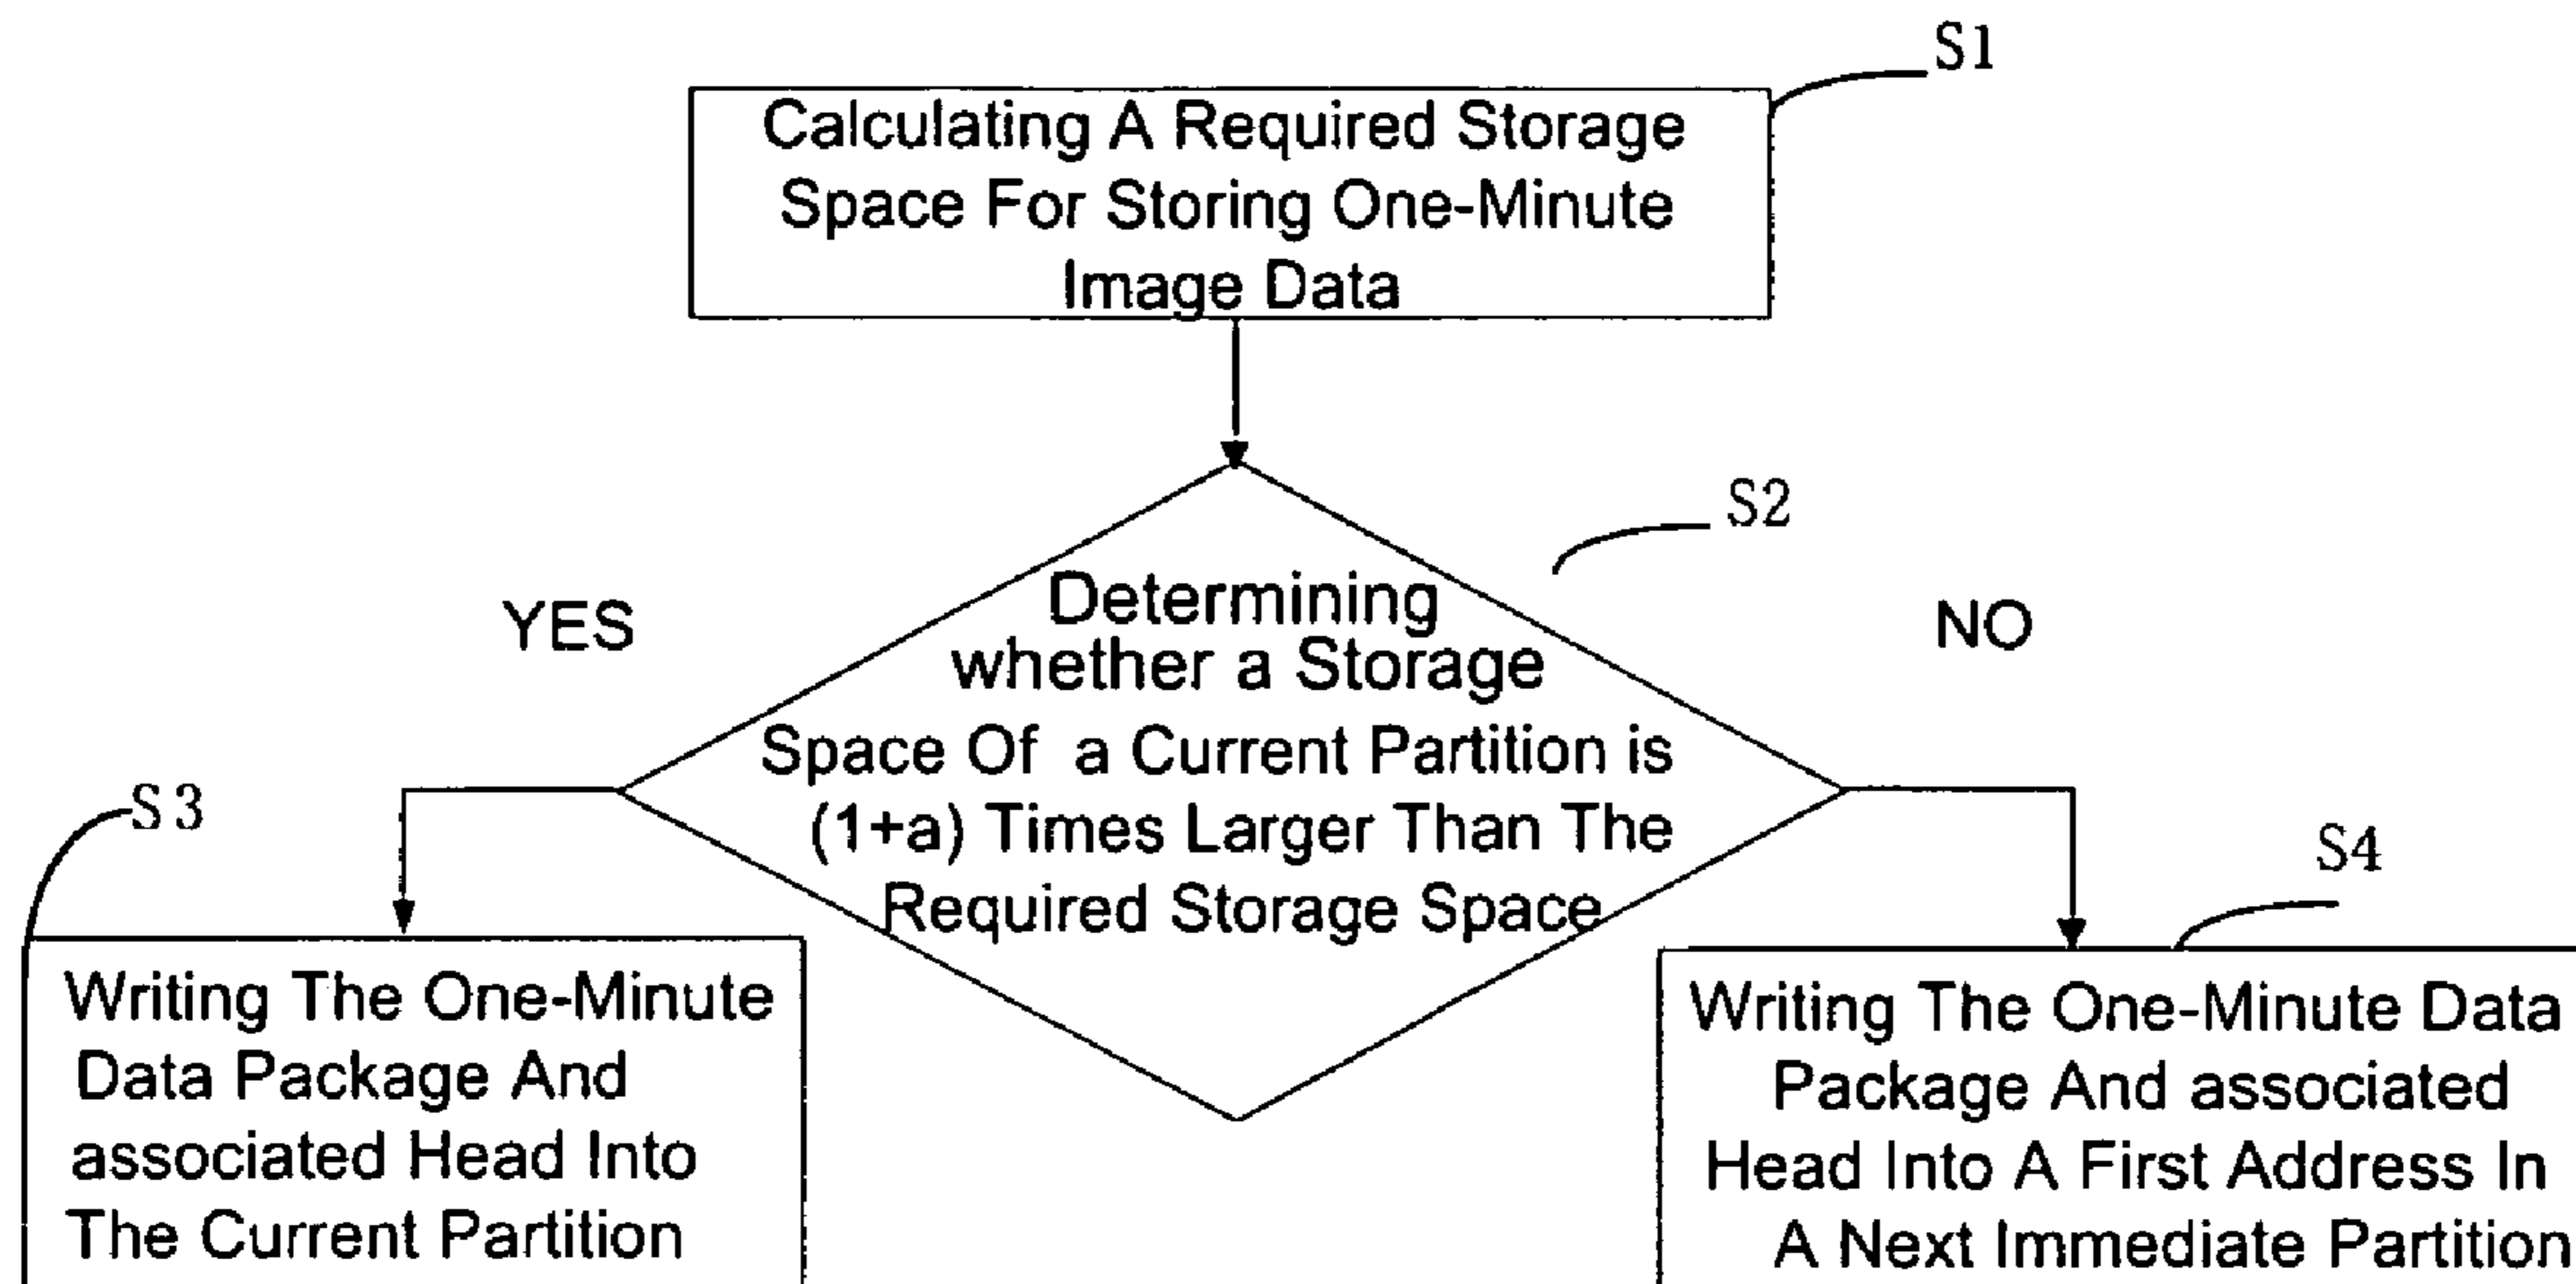 S1
Calculating A Required Storage
Space For Storing One-Minute
Image Data
S2
YES
NO
Determining
whether a Storage
Space Of a Current Partition is
(1+a) Times Larger Than The
Required Storage Space
S3
S4
Writing The One-Minute
Data Package And
associated Head Into
The Current Partition
Writing The One-Minute Data
Package And associated
Head Into A First Address In
A Next Immediate Partition